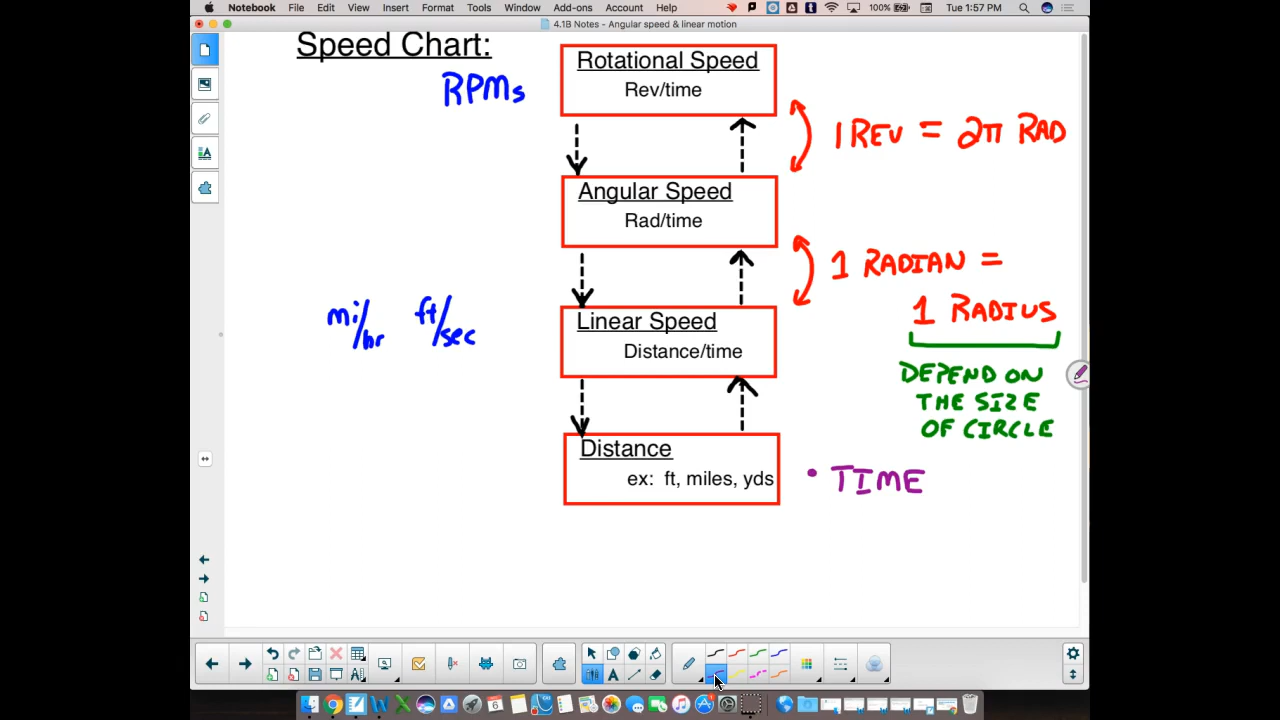 Notebook File Edit View Insert Format Tools Window Add-ons Account Help 100% Tue 1:57 PM
4.1B Notes - Angular speed & linear motion
Speed Chart:
RPMs
Rotational Speed
Rev/time
1 REV = 2π RAD
Angular Speed
Rad/time
1 RADIAN =
1 RADIUS
mi/hr ft/sec
Linear Speed
Distance/time
DEPEND ON
THE SIZE
OF CIRCLE
Distance
ex: ft, miles, yds
• TIME